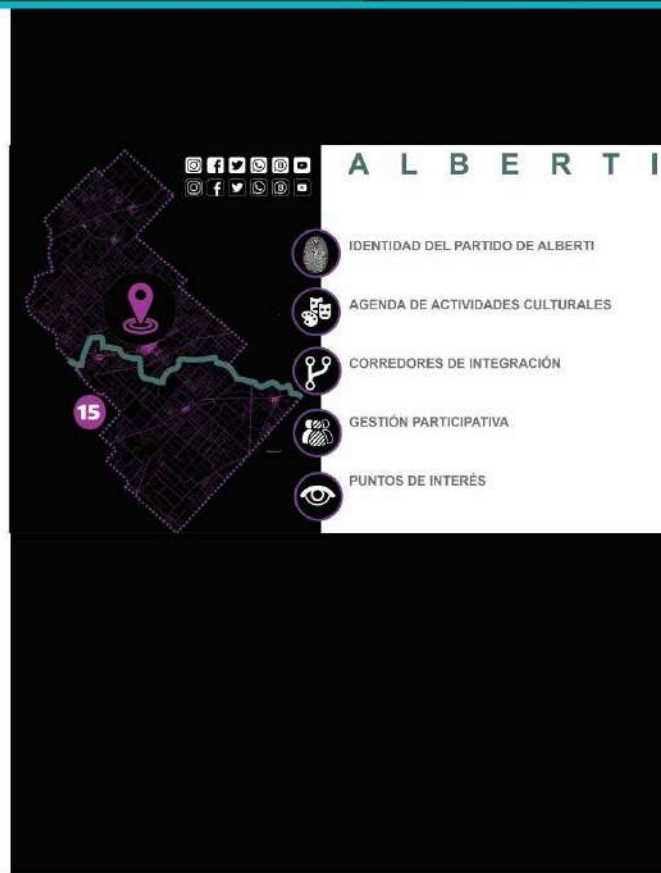 A L B E R T I
IDENTIDAD DEL PARTIDO DE ALBERTI
AGENDA DE ACTIVIDADES CULTURALES
CORREDORES DE INTEGRACIÓN
15
GESTIÓN PARTICIPATIVA
PUNTOS DE INTERÉS